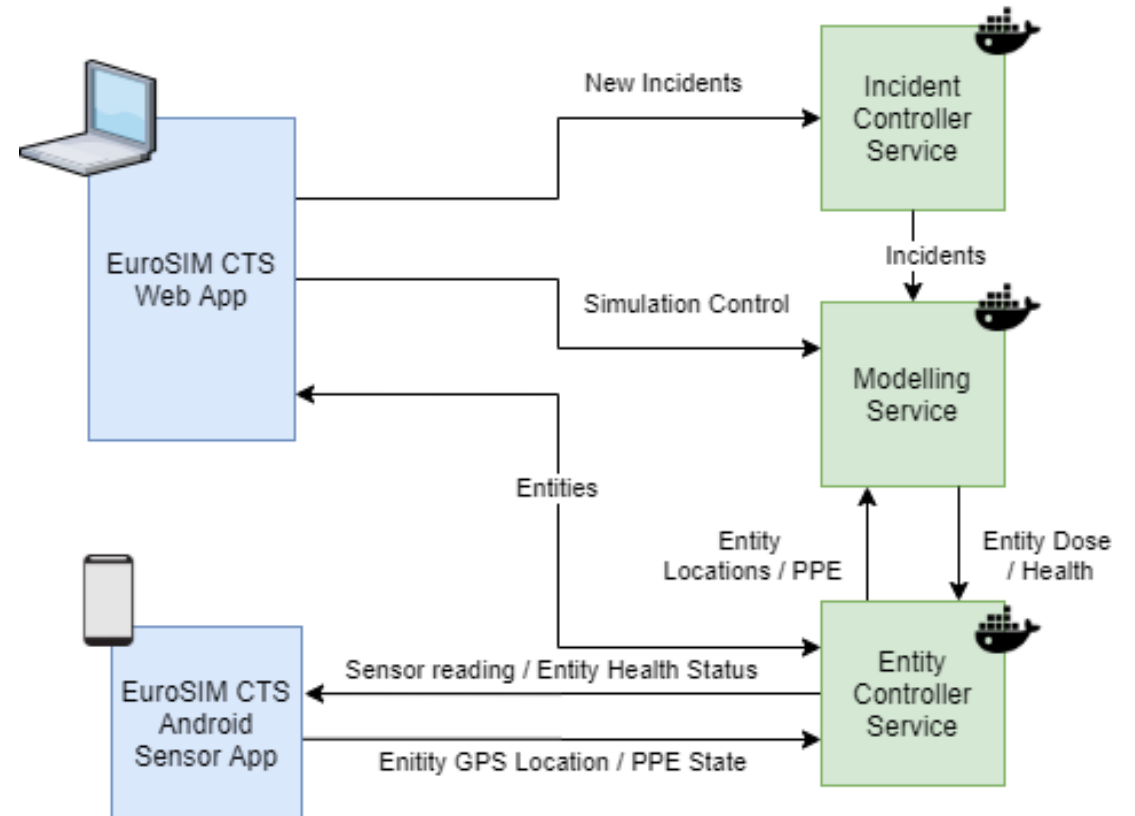 New Incidents
Incident
Controller
Service
EuroSIM CTS
Web App
Incidents
Simulation Control
Modelling
Service
Entities
Entity
Locations / PPE
Entity Dose
/ Health
Sensor reading / Entity Health Status
Entity
Controller
Service
EuroSIM CTS
Android
Sensor App
Enitity GPS Location / PPE State